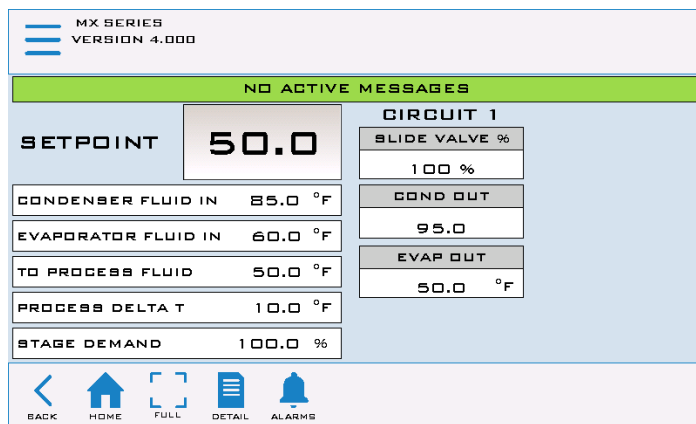 MX SERIES
VERSION 4.000
NO ACTIVE MESSAGES
SETPOINT 50.0
CONDENSER FLUID IN 85.0 °F
EVAPORATOR FLUID IN 60.0 °F
TO PROCESS FLUID 50.0 °F
PROCESS DELTA T 10.0 °F
STAGE DEMAND 100.0 %
CIRCUIT 1
SLIDE VALVE %
100 %
COND OUT
95.0
EVAP OUT
50.0 °F
BACK HOME FULL DETAIL ALARMS